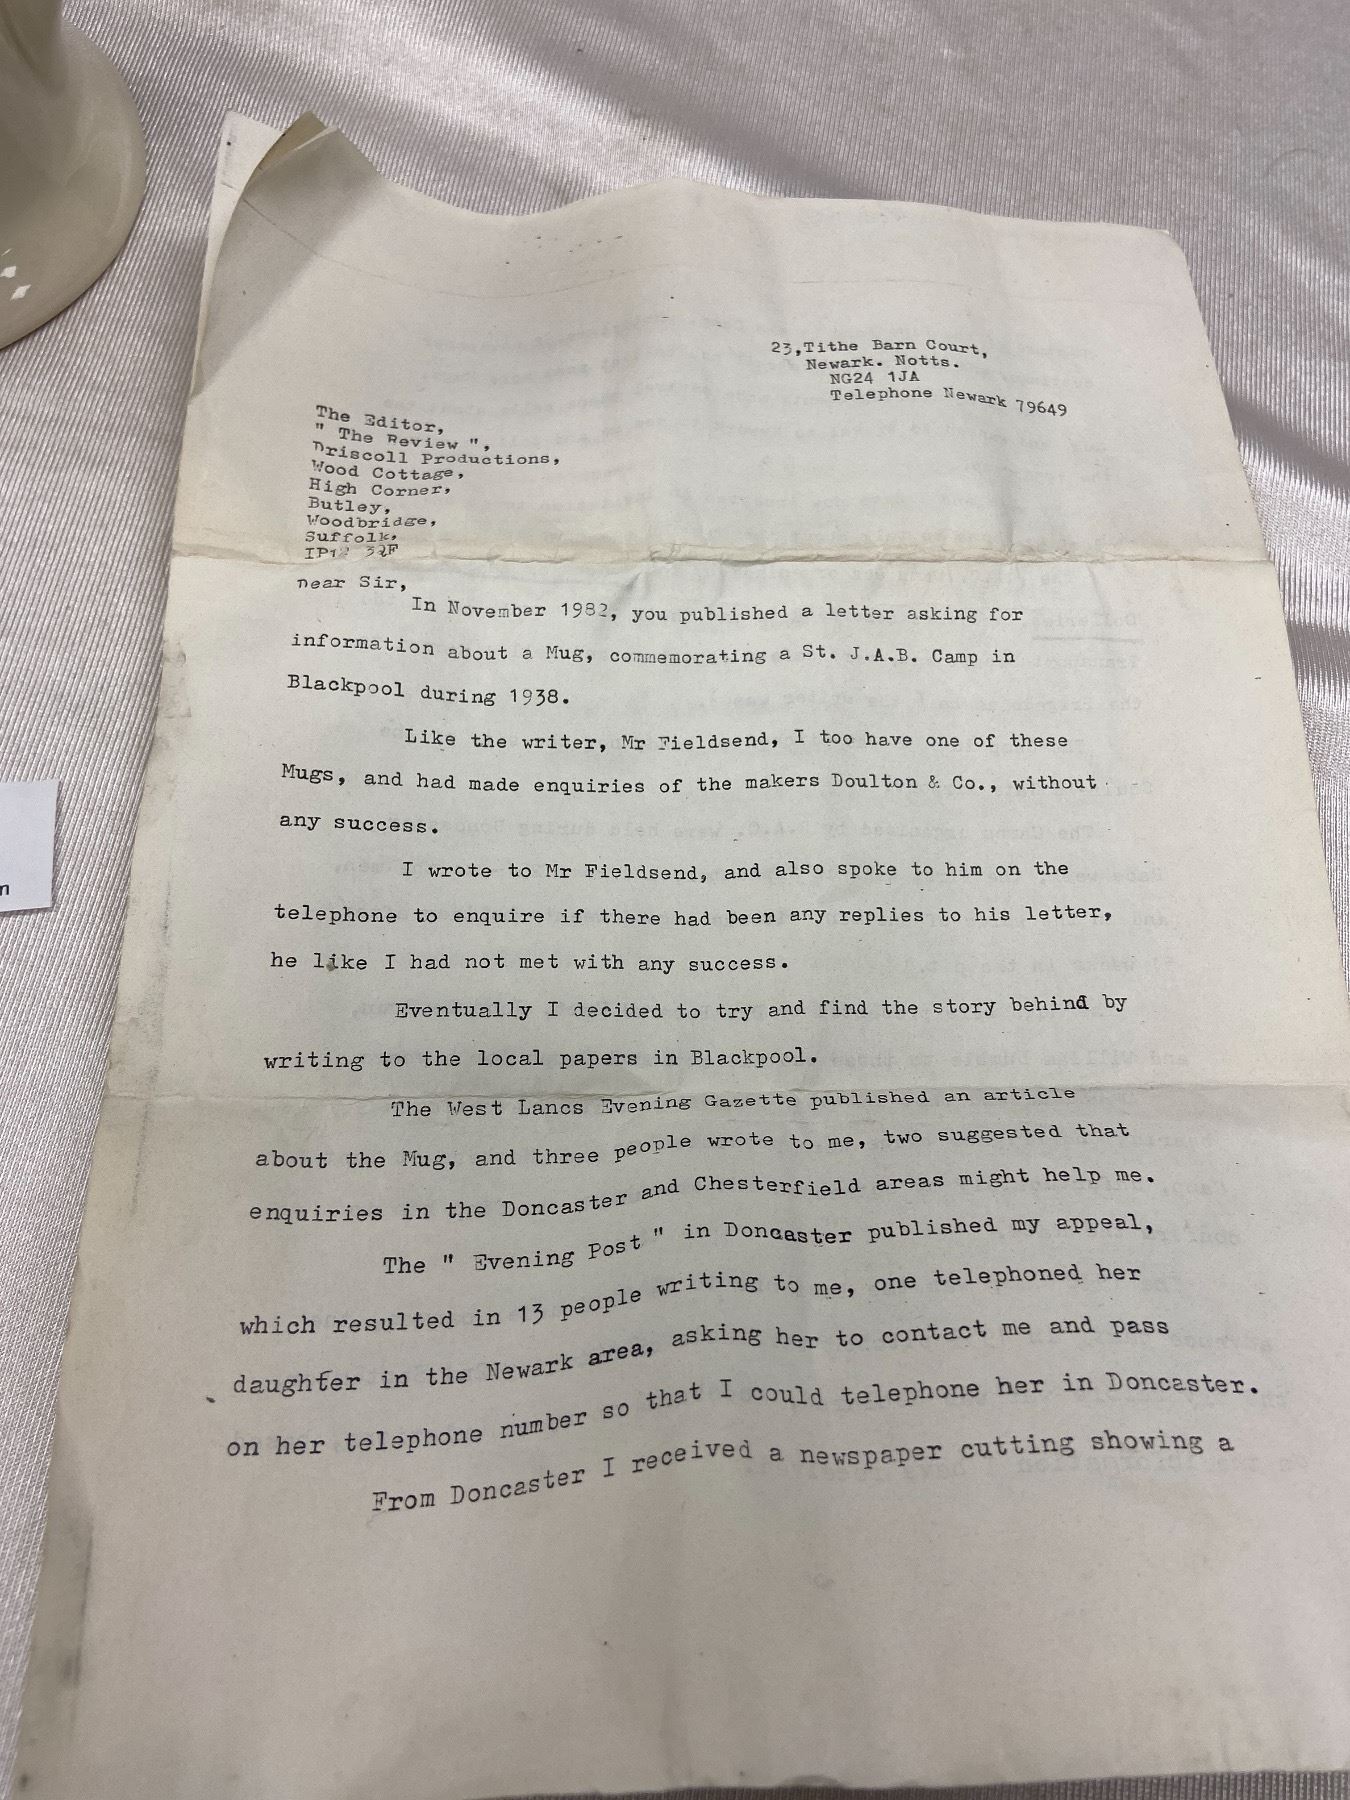 23,Tithe Barn Court,
Newark. Notts.
NG24 1JA
Telephone Newark 79649
The Editor,
" The Review ",
Driscoll Productions,
Wood Cottage,
High Corner,
Butley,
Woodbridge,
Suffolk,
Dear Sir,
In November 1982, you published a letter asking for
information about a Mug, commemorating a St. J.A.B. Camp in
Blackpool during 1938.
Like the writer, Mr Fieldsend, I too have one of these
Mugs, and had made enquiries of the makers Doulton & Co., without
any success.
I wrote to Mr Fieldsend, and also spoke to him on the
telephone to enquire if there had been any replies to his letter,
he like I had not met with any success.
Eventually I decided to try and find the story behind by
writing to the local papers in Blackpool.
The West Lancs Evening Gazette published an article
about the Mug, and three people wrote to me, two suggested that
enquiries in the Doncaster and Chesterfield areas might help me.
The " Evening Post " in Doncaster published my appeal,
which resulted in 13 people writing to me, one telephoned her
daughter in the Newark area, asking her to contact me and pass
on her telephone number so that I could telephone her in Doncaster.
From Doncaster I received a newspaper cutting showing a